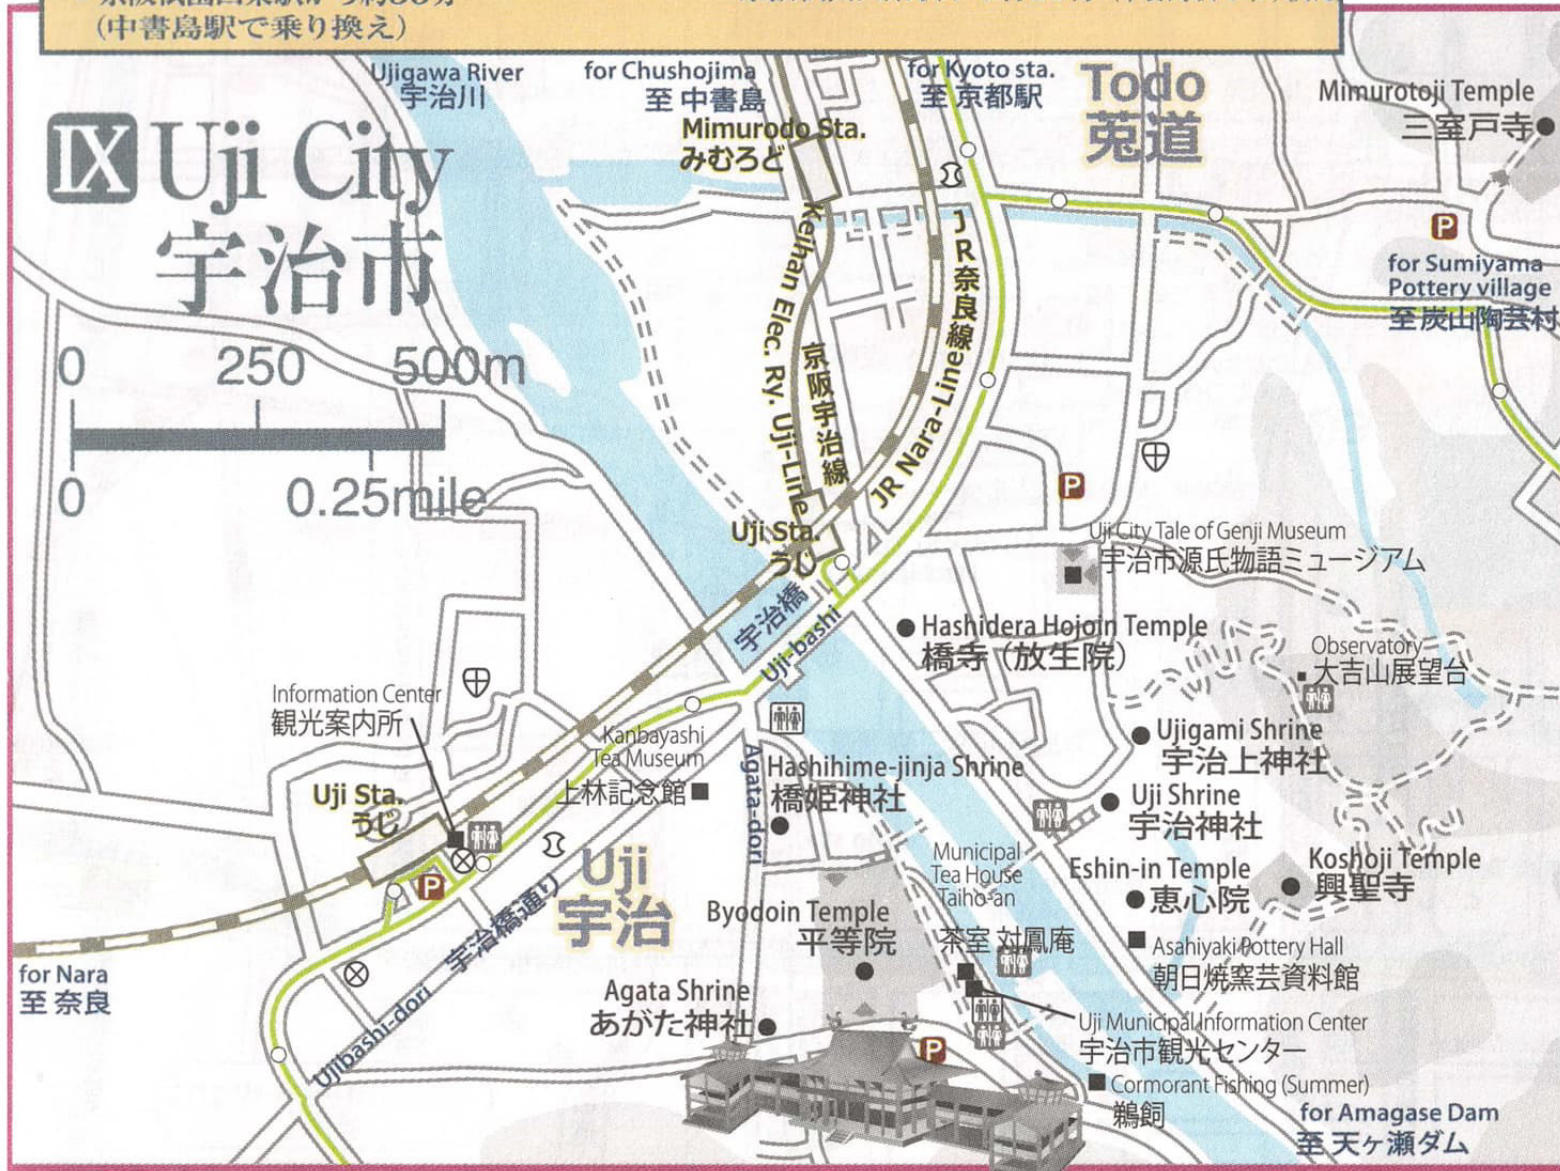 (中書島駅で乗り換え)
Ujigawa River
宇治川
for Chushojima
至 中書島
for Kyoto sta.
至 京都駅
Todo
莵道
Mimurotoji Temple
三室戸寺
IX Uji City
宇治市
Mimurodo Sta.
みむろど
0 250 500m
0 0.25mile
Keihan Elec. Ry. Uji-Line
京阪宇治線
JR奈良線
JR Nara-Line
P
for Sumiyama
Pottery village
至 炭山陶芸村
P
Uji Sta.
うじ
Uji City Tale of Genji Museum
宇治市源氏物語ミュージアム
宇治橋
Uji-bashi
Hashidera Hojoin Temple
橋寺 (放生院)
Observatory
大吉山展望台
Information Center
観光案内所
Kanbayashi
Tea Museum
上林記念館
Agata-dori
Hashihime-jinja Shrine
橋姫神社
Ujigami Shrine
宇治上神社
Uji Shrine
宇治神社
Uji Sta.
うじ
P
Uji
宇治
宇治橋通り
Ujibashi-dori
Municipal
Tea House
Taiho-an
茶室 対鳳庵
Eshin-in Temple
恵心院
Koshoji Temple
興聖寺
Byodoin Temple
平等院
Asahiyaki Pottery Hall
朝日焼窯芸資料館
for Nara
至 奈良
Agata Shrine
あがた神社
Uji Municipal Information Center
宇治市観光センター
P
Cormorant Fishing (Summer)
鵜飼
for Amagase Dam
至 天ヶ瀬ダム